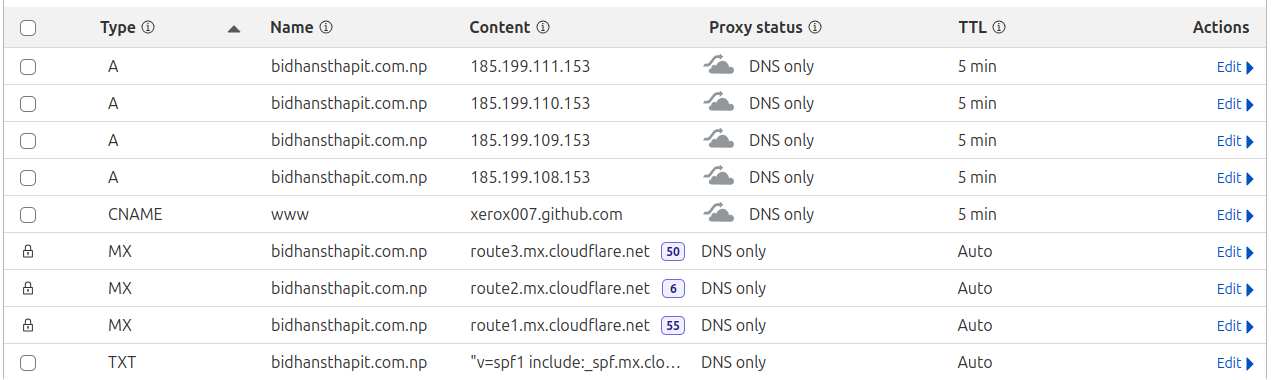 Type Name Content Proxy status TTL Actions
A bidhansthapit.com.np 185.199.111.153 DNS only 5 min Edit
A bidhansthapit.com.np 185.199.110.153 DNS only 5 min Edit
A bidhansthapit.com.np 185.199.109.153 DNS only 5 min Edit
A bidhansthapit.com.np 185.199.108.153 DNS only 5 min Edit
CNAME www xerox007.github.com DNS only 5 min Edit
MX bidhansthapit.com.np route3.mx.cloudflare.net 50 DNS only Auto Edit
MX bidhansthapit.com.np route2.mx.cloudflare.net 6 DNS only Auto Edit
MX bidhansthapit.com.np route1.mx.cloudflare.net 55 DNS only Auto Edit
TXT bidhansthapit.com.np "v=spf1 include:_spf.mx.clo... DNS only Auto Edit